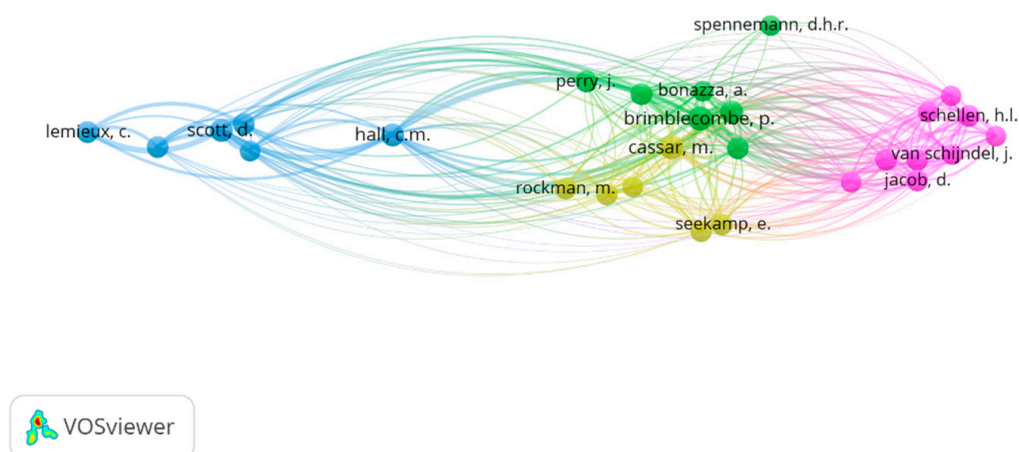 spennemann, d.h.r.
perry, j.
bonazza, a.
schellen, h.l.
brimblecombe, p.
lemieux, c.
scott, d.
hall, c.m.
cassar, m.
van schijndel, j.
jacob, d.
rockman, m.
seekamp, e.
VOSviewer